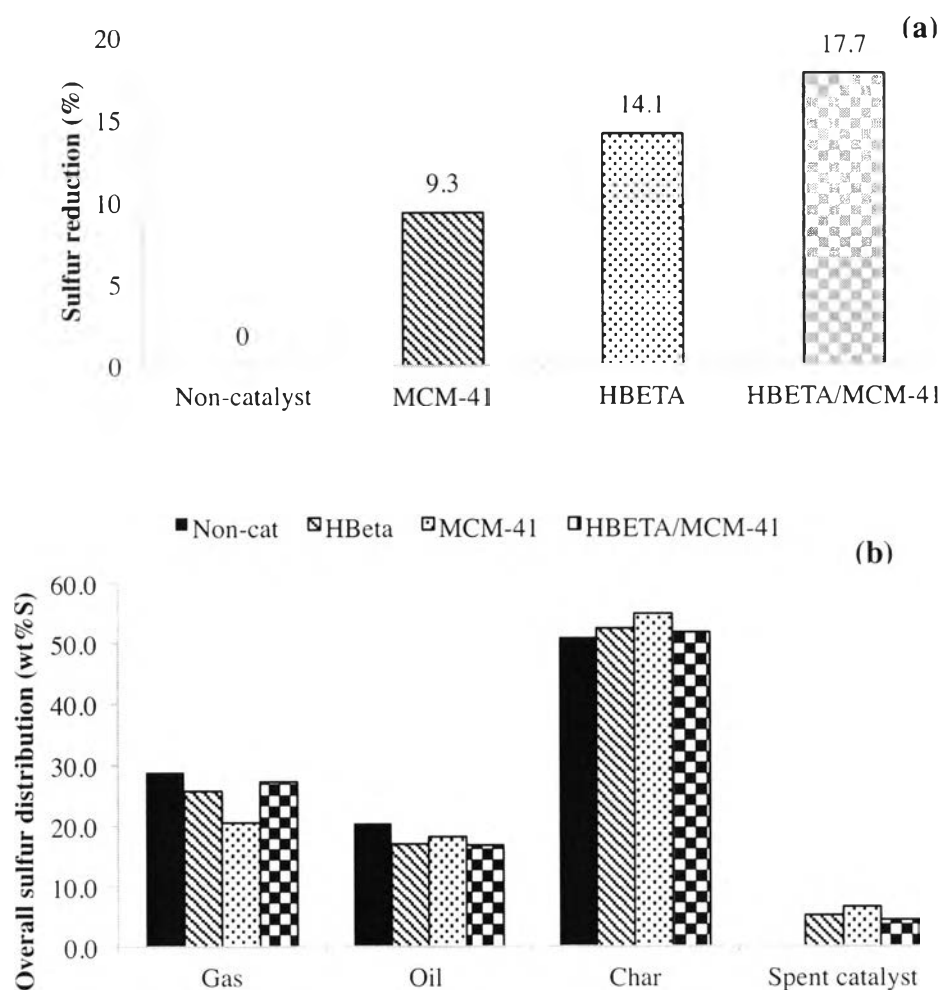 (a)
Sulfur reduction (%)
20
15
10
5
0
0
9.3
14.1
17.7
Non-catalyst MCM-41 HBETA HBETA/MCM-41
Non-cat HBeta MCM-41 HBETA/MCM-41
(b)
Overall sulfur distribution (wt%S)
60.0
50.0
40.0
30.0
20.0
10.0
0.0
Gas Oil Char Spent catalyst